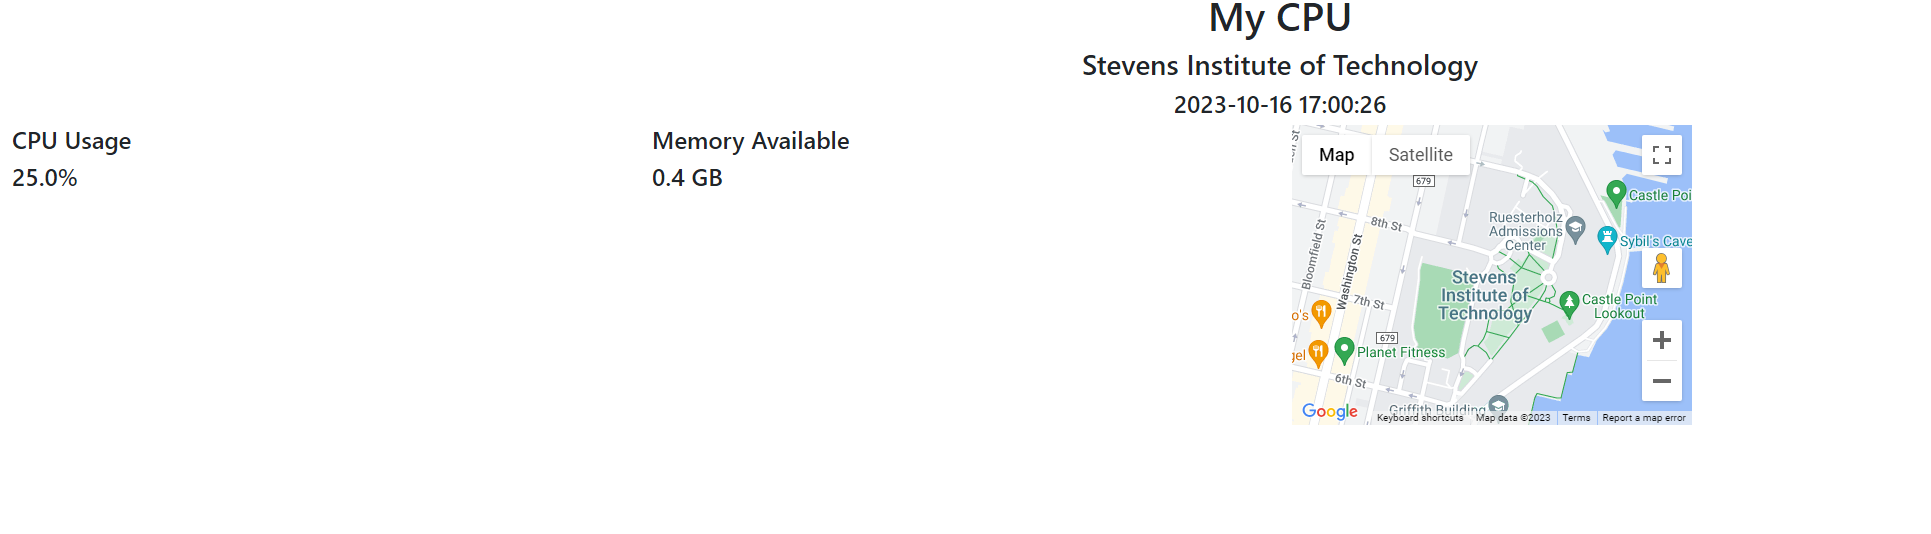 My CPU
Stevens Institute of Technology
2023-10-16 17:00:26
CPU Usage
25.0%
Memory Available
0.4 GB
Map
Satellite
679
Castle Poi
8th St
Ruesterholz
Admissions
Center
Sybil's Cave
Bloomfield St
Washington St
Stevens
Institute of
Technology
7th St
Castle Point
Lookout
o's
679
gel
Planet Fitness
6th St
Griffith Building
Google
Keyboard shortcuts
Map data ©2023
Terms
Report a map error